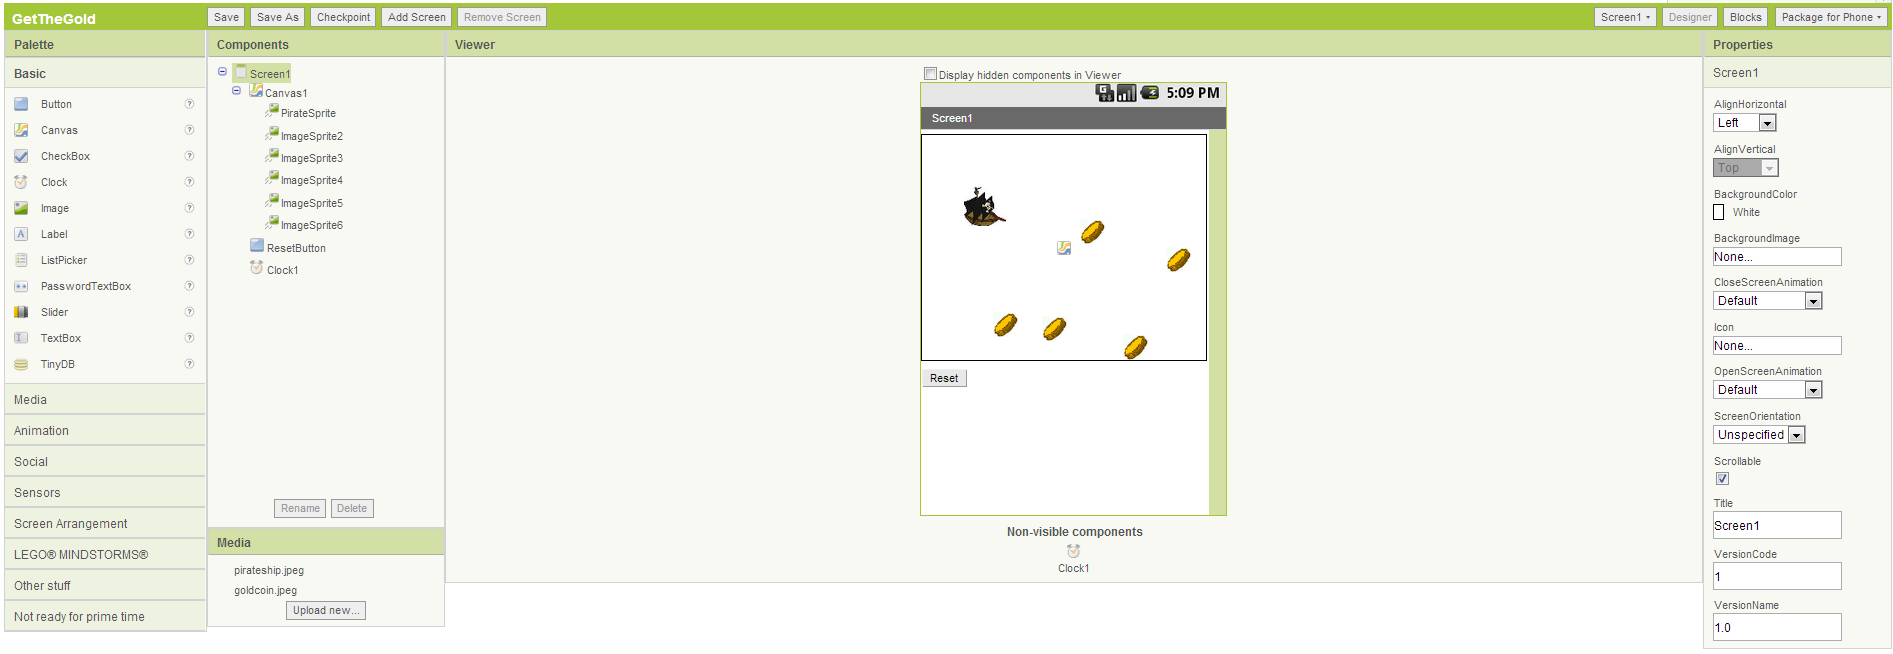 GetTheGold
Save
Save As
Checkpoint
Add Screen
Remove Screen
Screen1
Designer
Blocks
Package for Phone
Palette
Basic
Button
Canvas
CheckBox
Clock
Image
Label
ListPicker
PasswordTextBox
Slider
TextBox
TinyDB
Media
Animation
Social
Sensors
Screen Arrangement
LEGO® MINDSTORMS®
Other stuff
Not ready for prime time
Components
Screen1
Canvas1
PirateSprite
ImageSprite2
ImageSprite3
ImageSprite4
ImageSprite5
ImageSprite6
ResetButton
Clock1
Rename
Delete
Media
pirateship.jpeg
goldcoin.jpeg
Upload new...
Viewer
Display hidden components in Viewer
5:09 PM
Screen1
Reset
Non-visible components
Clock1
Properties
Screen1
AlignHorizontal
Left
AlignVertical
Top
BackgroundColor
White
BackgroundImage
None...
CloseScreenAnimation
Default
Icon
None...
OpenScreenAnimation
Default
ScreenOrientation
Unspecified
Scrollable
Title
Screen1
VersionCode
1
VersionName
1.0